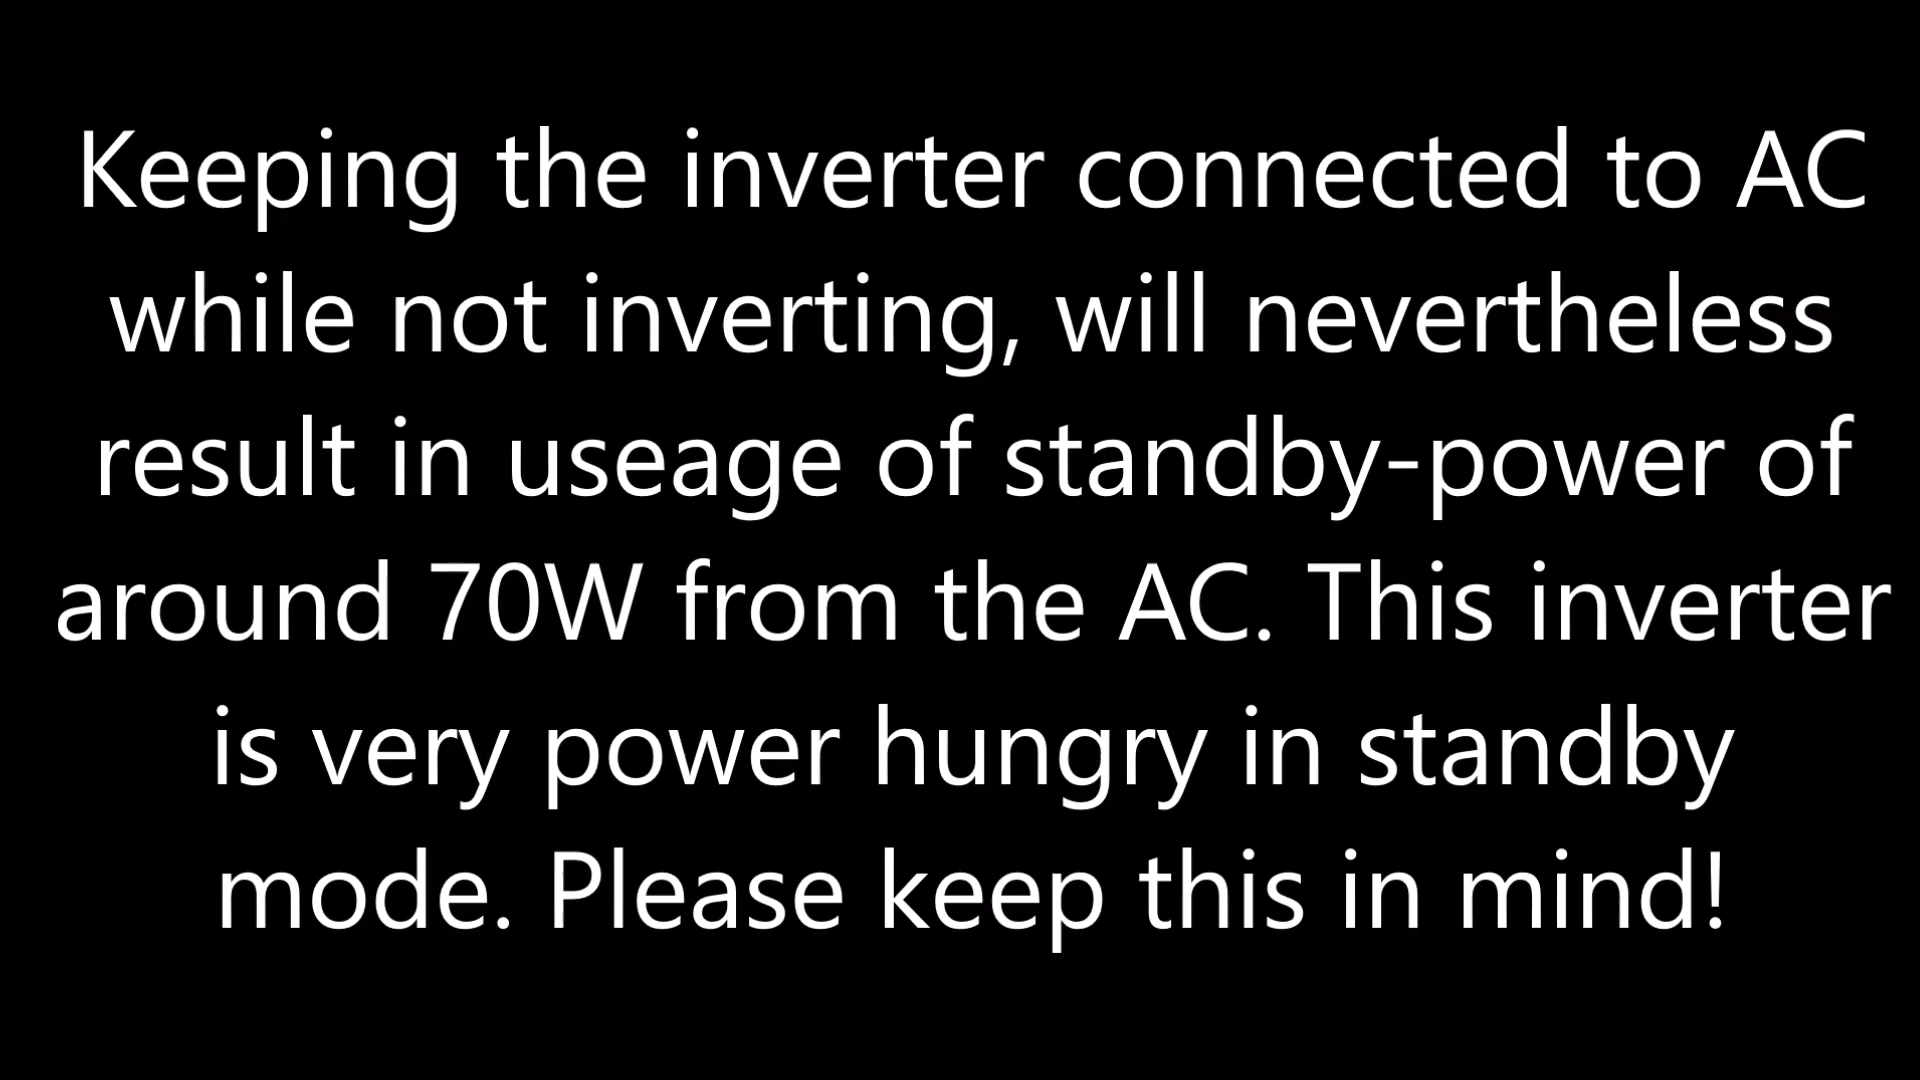 Keeping the inverter connected to AC
while not inverting, will nevertheless
result in useage of standby-power of
around 70W from the AC. This inverter
is very power hungry in standby
mode. Please keep this in mind!